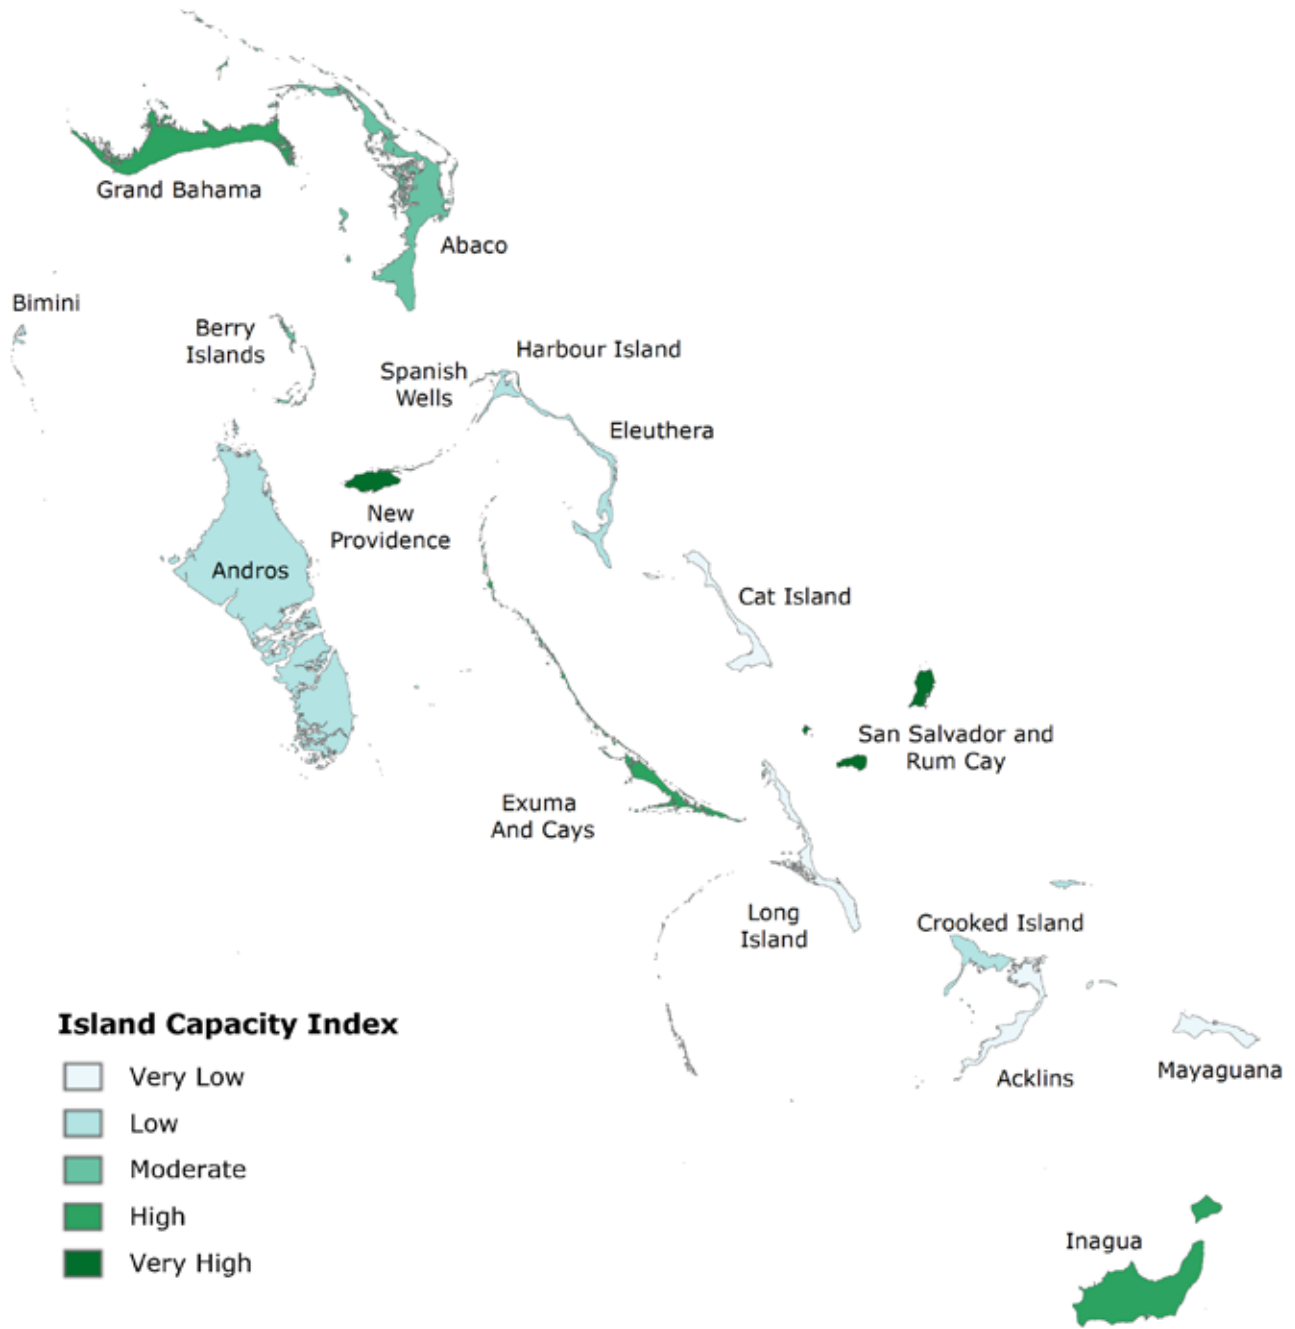 Grand Bahama
Abaco
Bimini
Berry
Islands
Harbour Island
Spanish
Wells
Eleuthera
New
Providence
Andros
Cat Island
San Salvador and
Rum Cay
Exuma
And Cays
Long
Island
Crooked Island
Acklins
Mayaguana
Inagua
Island Capacity Index
Very Low
Low
Moderate
High
Very High